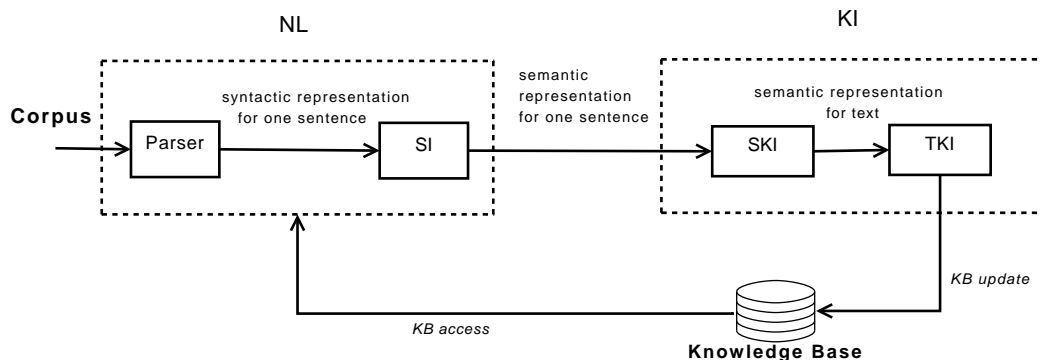 NL
KI
Corpus
Parser
syntactic representation
for one sentence
SI
semantic
representation
for one sentence
SKI
semantic representation
for text
TKI
KB update
KB access
Knowledge Base